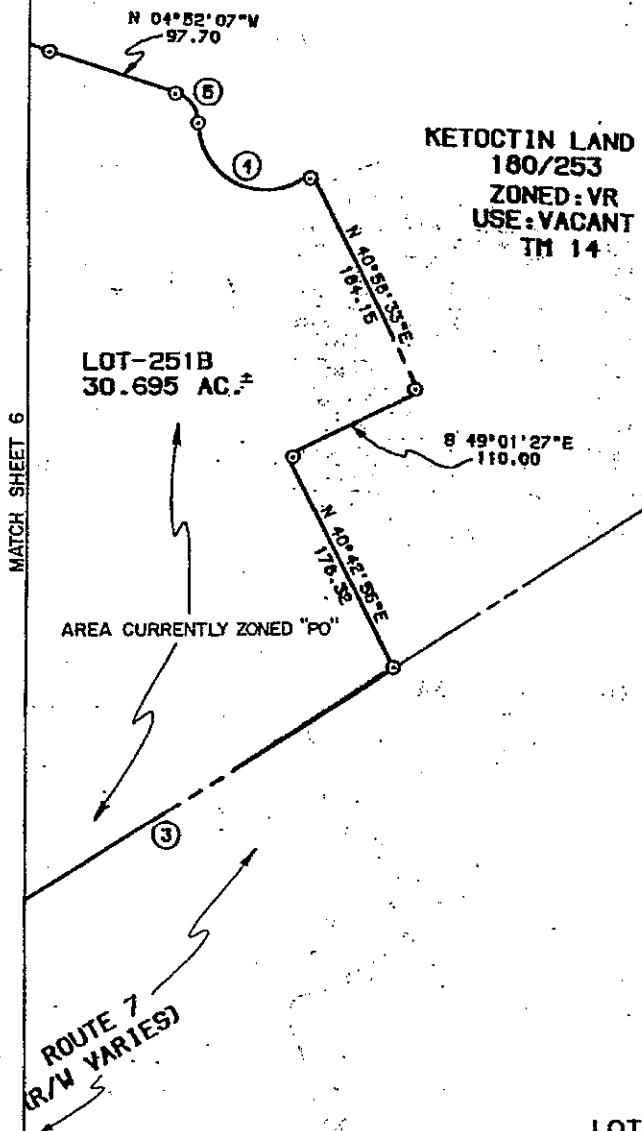 N 04°52'07"W
97.70
5
4
KETOCTIN LAND
180/253
ZONED:VR
USE:VACANT
TM 14
N 40°58'33"E
184.15
LOT-251B
30.695 AC.±
S 49°01'27"E
110.00
MATCH SHEET 6
N 40°42'56"E
AREA CURRENTLY ZONED "PO"
3
ROUTE 7
(R/W VARIES)
LOT